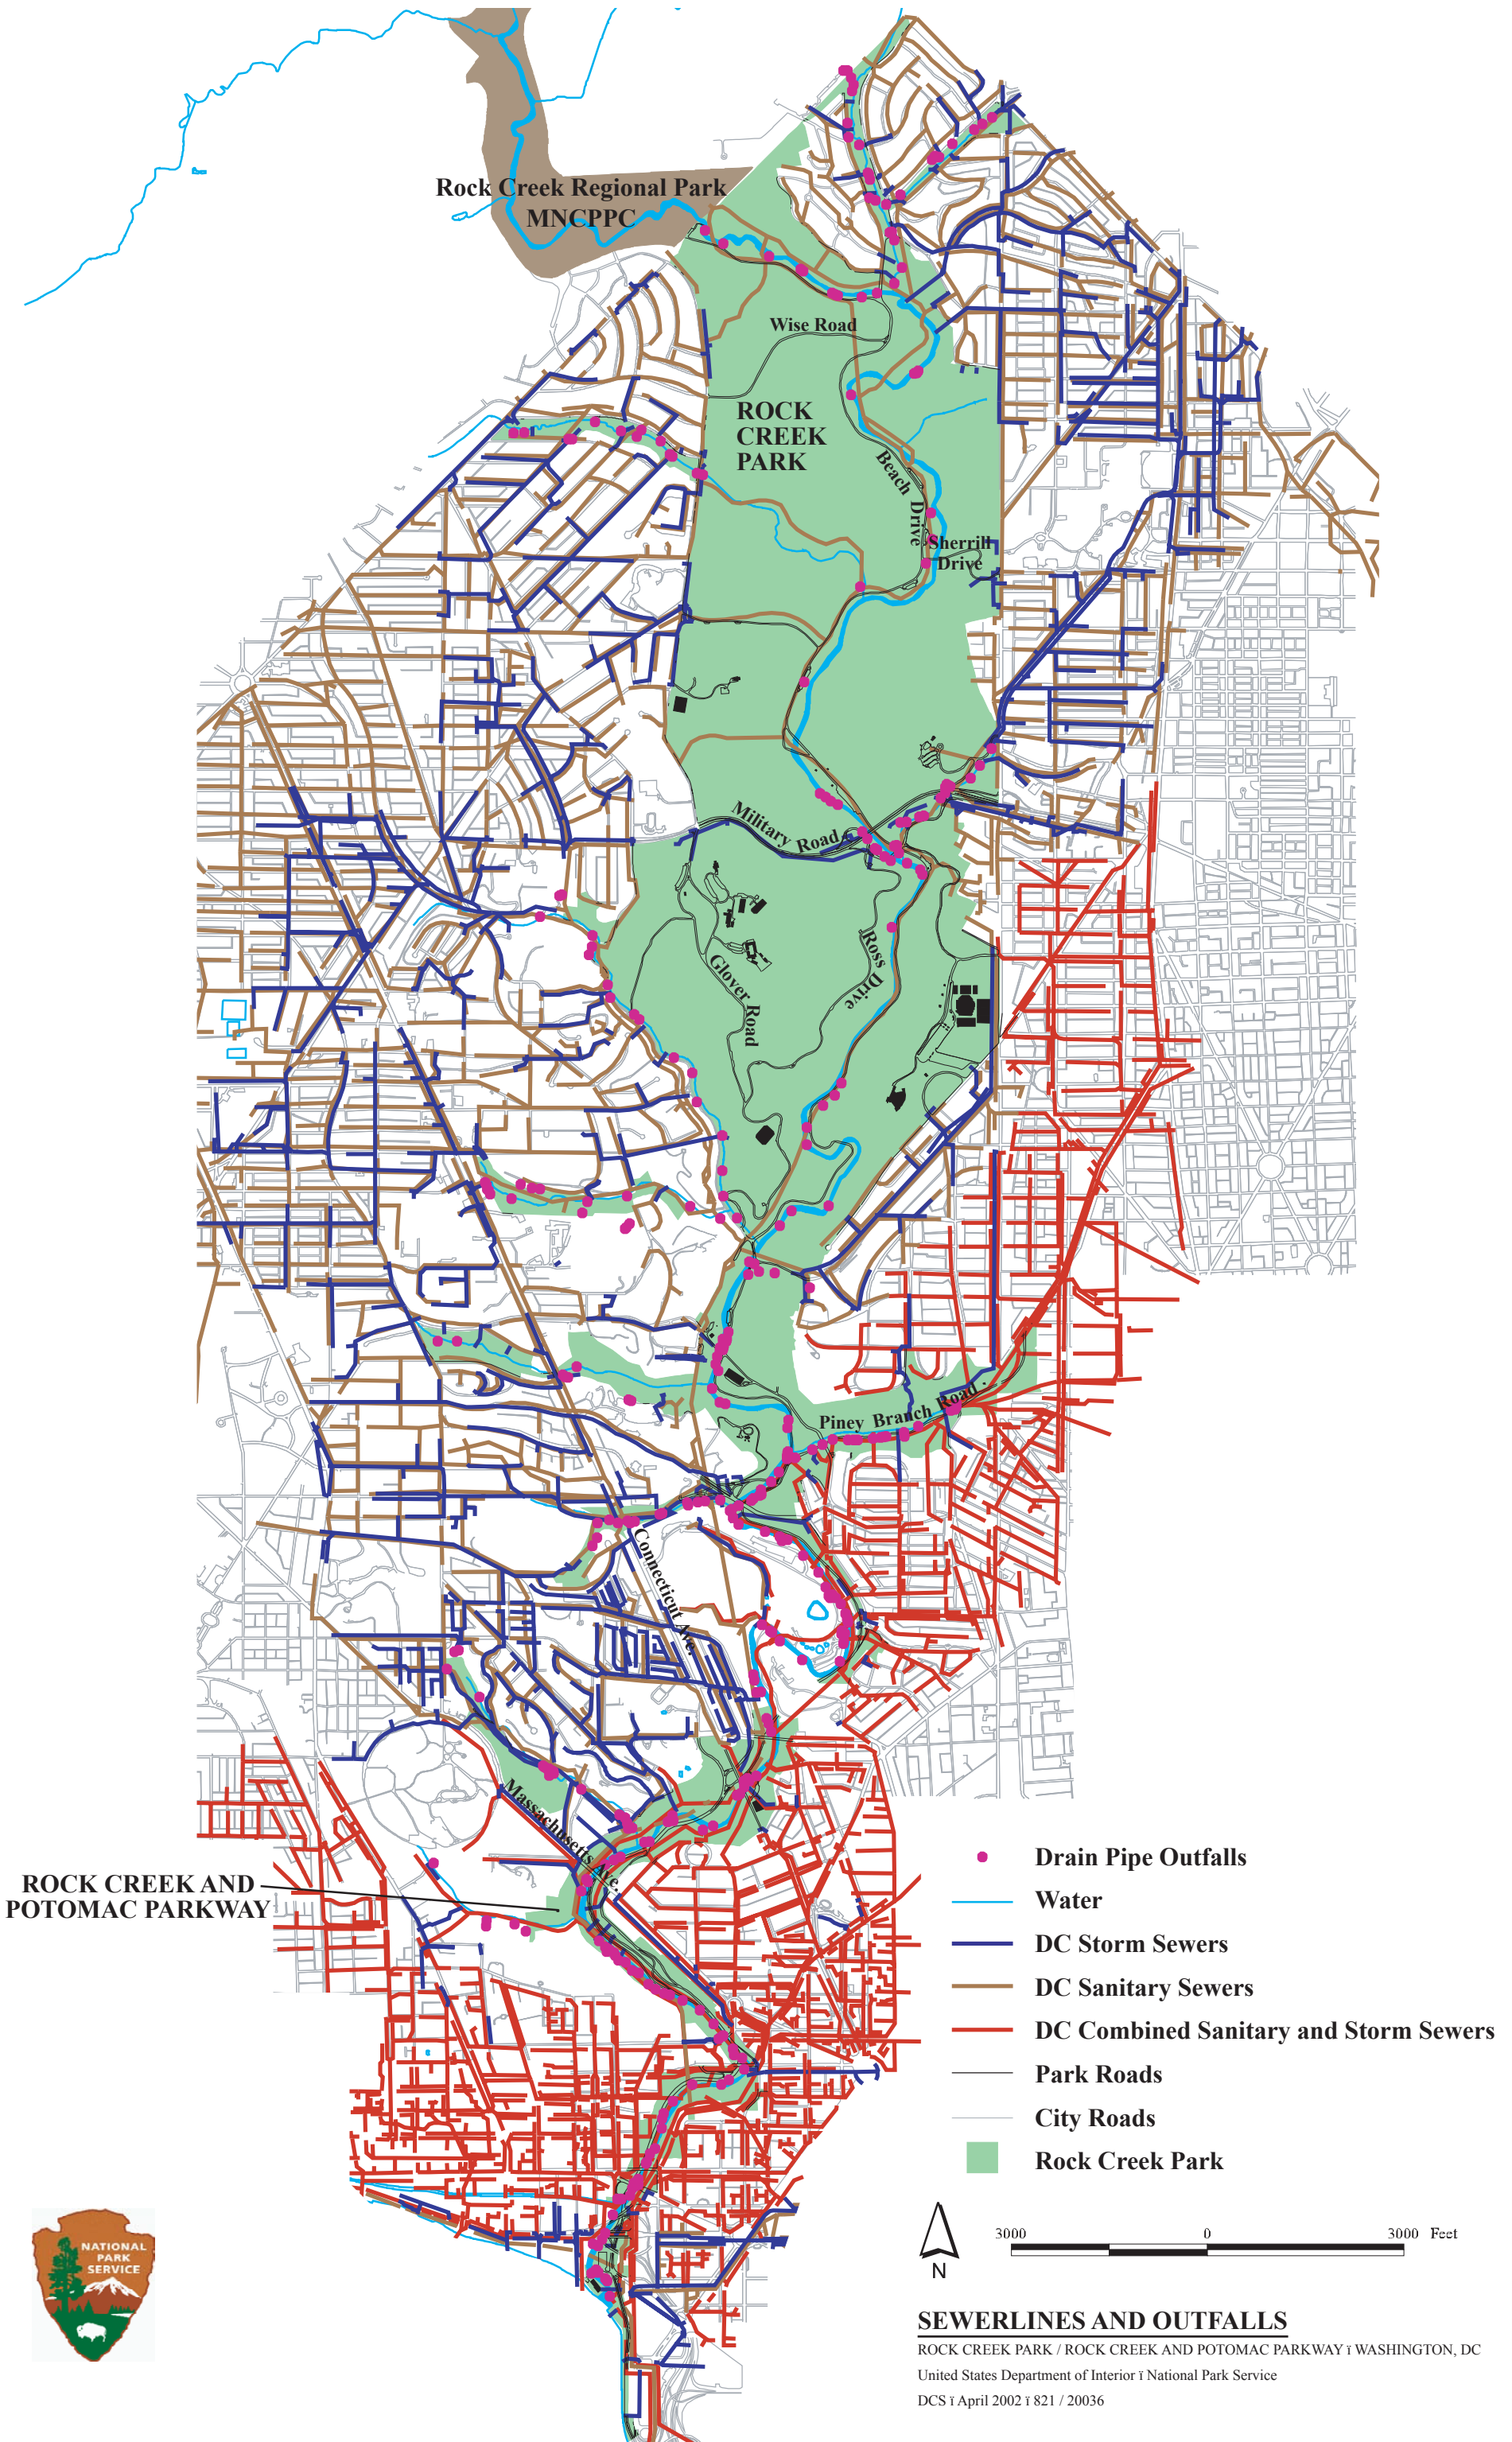 Rock Creek Regional Park
MNCPPC
Wise Road
ROCK
CREEK
PARK
Beach Drive
Sherrill
Drive
Military Road
Glover Road
Ross Drive
Piney Branch Road
Connecticut Ave.
Massachusetts Ave.
ROCK CREEK AND
POTOMAC PARKWAY
Drain Pipe Outfalls
Water
DC Storm Sewers
DC Sanitary Sewers
DC Combined Sanitary and Storm Sewers
Park Roads
City Roads
Rock Creek Park
NATIONAL
PARK
SERVICE
3000 0 3000 Feet
N
SEWERLINES AND OUTFALLS
ROCK CREEK PARK / ROCK CREEK AND POTOMAC PARKWAY ï WASHINGTON, DC
United States Department of Interior ï National Park Service
DCS ï April 2002 ï 821 / 20036